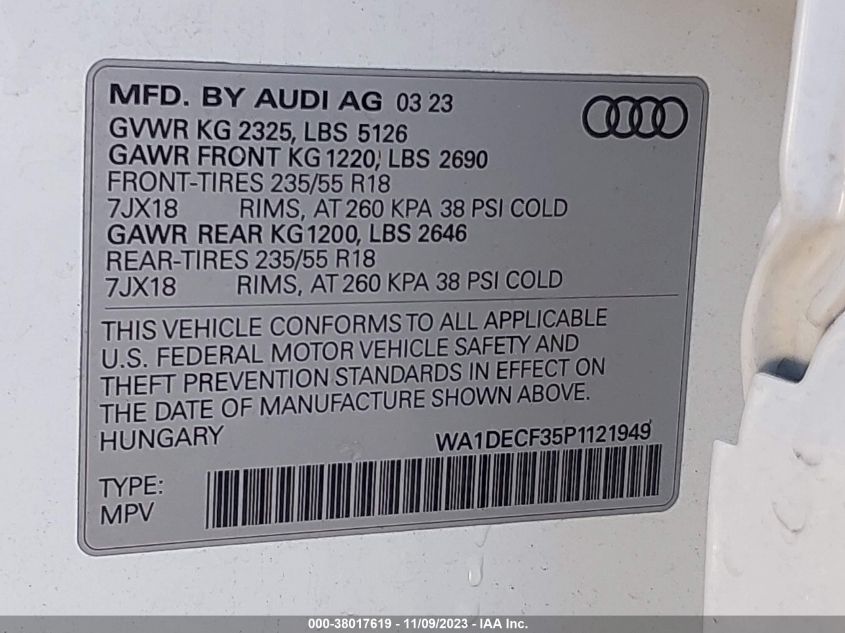 MFD. BY AUDI AG 03 23
GVWR KG 2325, LBS 5126
GAWR FRONT KG 1220, LBS 2690
FRONT-TIRES 235/55 R18
7JX18 RIMS, AT 260 KPA 38 PSI COLD
GAWR REAR KG 1200, LBS 2646
REAR-TIRES 235/55 R18
7JX18 RIMS, AT 260 KPA 38 PSI COLD
THIS VEHICLE CONFORMS TO ALL APPLICABLE
U.S. FEDERAL MOTOR VEHICLE SAFETY AND
THEFT PREVENTION STANDARDS IN EFFECT ON
THE DATE OF MANUFACTURE SHOWN ABOVE.
HUNGARY WA1DECF35P1121949
TYPE:
MPV
000-38017619 - 11/09/2023 - IAA Inc.